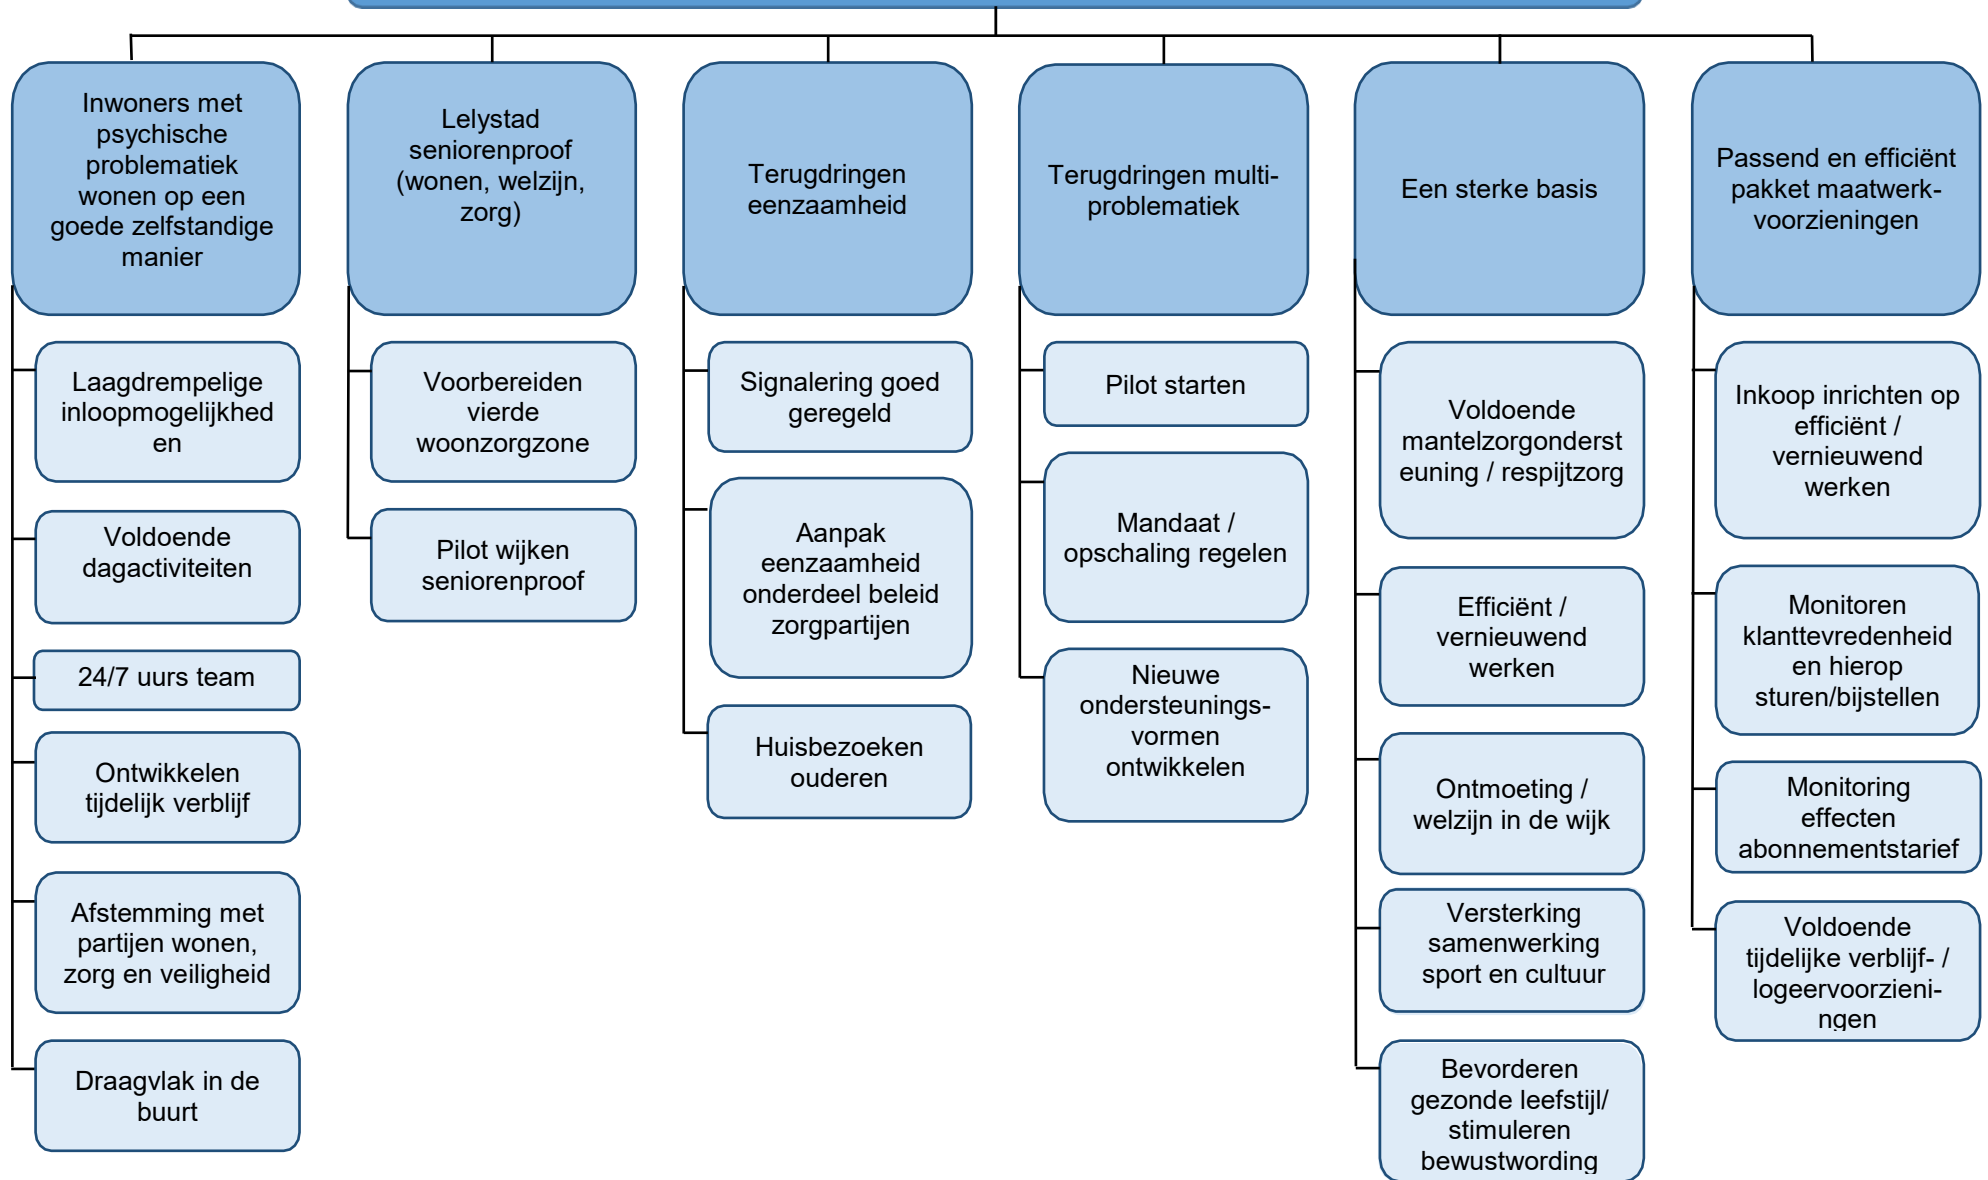 Inwoners met
psychische
problematiek
wonen op een
goede zelfstandige
manier
Laagdrempelige
inloopmogelijkhed
en
Voldoende
dagactiviteiten
24/7 uurs team
Ontwikkelen
tijdelijk verblijf
Afstemming met
partijen wonen,
zorg en veiligheid
Draagvlak in de
buurt
Lelystad
seniorenproof
(wonen, welzijn,
zorg)
Voorbereiden
vierde
woonzorgzone
Pilot wijken
seniorenproof
Terugdringen
eenzaamheid
Signalering goed
geregeld
Aanpak
eenzaamheid
onderdeel beleid
zorgpartijen
Huisbezoeken
ouderen
Terugdringen multi-
problematiek
Pilot starten
Mandaat /
opschaling regelen
Nieuwe
ondersteunings-
vormen
ontwikkelen
Een sterke basis
Voldoende
mantelzorgonderst
euning / respijtzorg
Efficiënt /
vernieuwend
werken
Ontmoeting /
welzijn in de wijk
Versterking
samenwerking
sport en cultuur
Bevorderen
gezonde leefstijl/
stimuleren
bewustwording
Passend en efficiënt
pakket maatwerk-
voorzieningen
Inkoop inrichten op
efficiënt /
vernieuwend
werken
Monitoren
klanttevredenheid
en hierop
sturen/bijstellen
Monitoring
effecten
abonnementstarief
Voldoende
tijdelijke verblijf- /
logeervoorzieni-
ngen